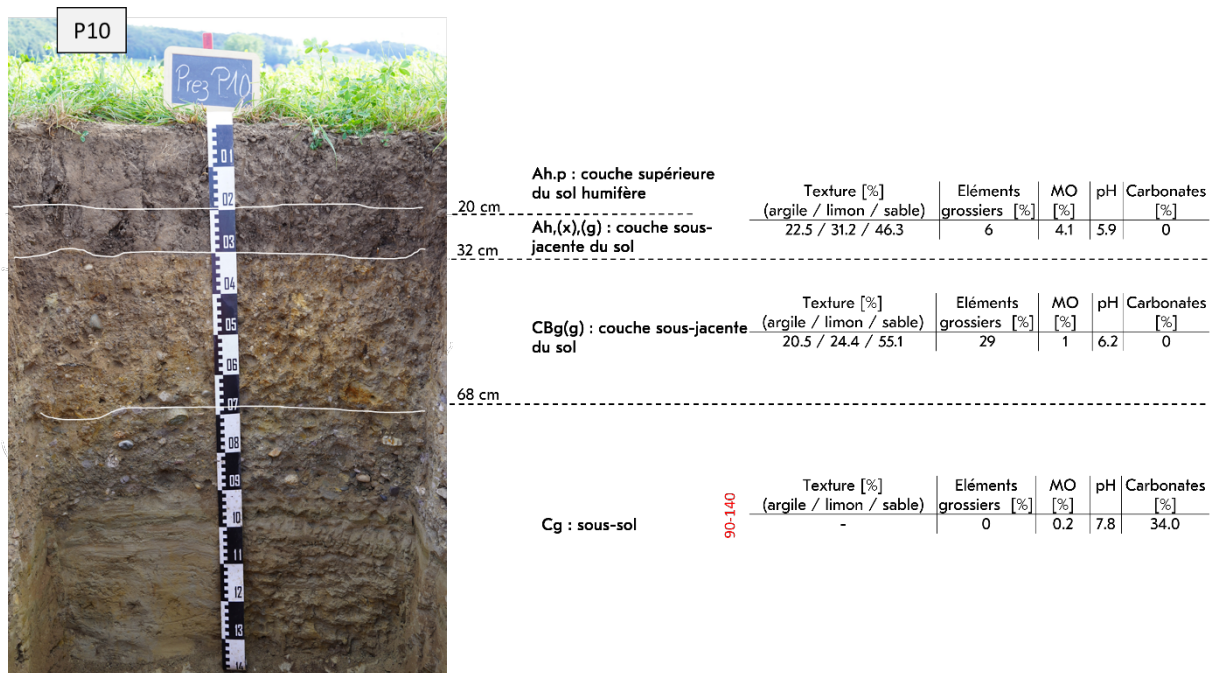 P10
Prez P10
01
02
03
04
05
06
07
08
09
10
11
12
13
14
20 cm
32 cm
68 cm
Ah.p : couche supérieure
du sol humifère
Ah,(x),(g) : couche sous-
jacente du sol
Texture [%] Eléments MO pH Carbonates
(argile / limon / sable) grossiers [%] [%] [%]
22.5 / 31.2 / 46.3 6 4.1 5.9 0
CBg(g) : couche sous-jacente
du sol
Texture [%] Eléments MO pH Carbonates
(argile / limon / sable) grossiers [%] [%] [%]
20.5 / 24.4 / 55.1 29 1 6.2 0
Cg : sous-sol
90-140
Texture [%] Eléments MO pH Carbonates
(argile / limon / sable) grossiers [%] [%] [%]
- 0 0.2 7.8 34.0